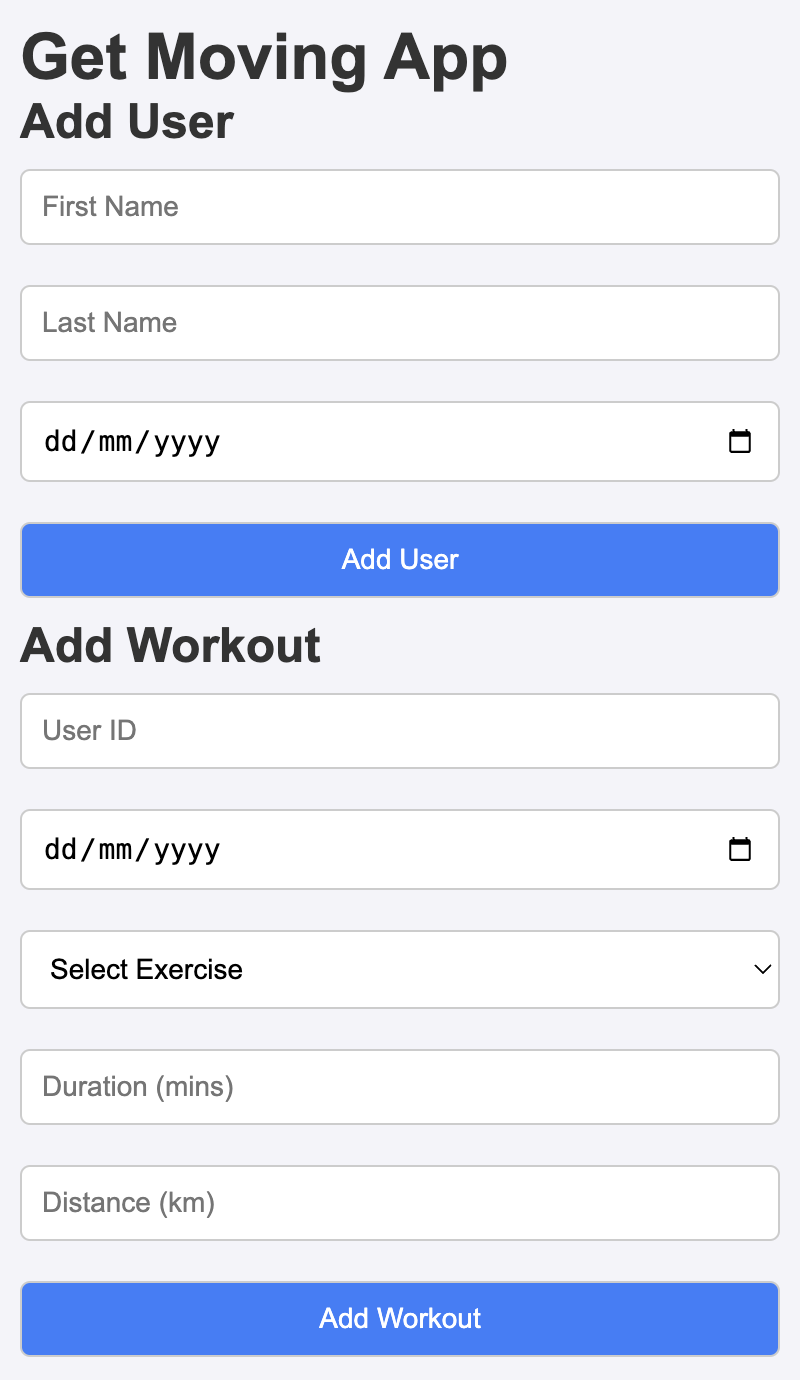 Get Moving App
Add User
First Name
Last Name
dd/mm/yyyy
Add User
Add Workout
User ID
dd/mm/yyyy
Select Exercise
Duration (mins)
Distance (km)
Add Workout